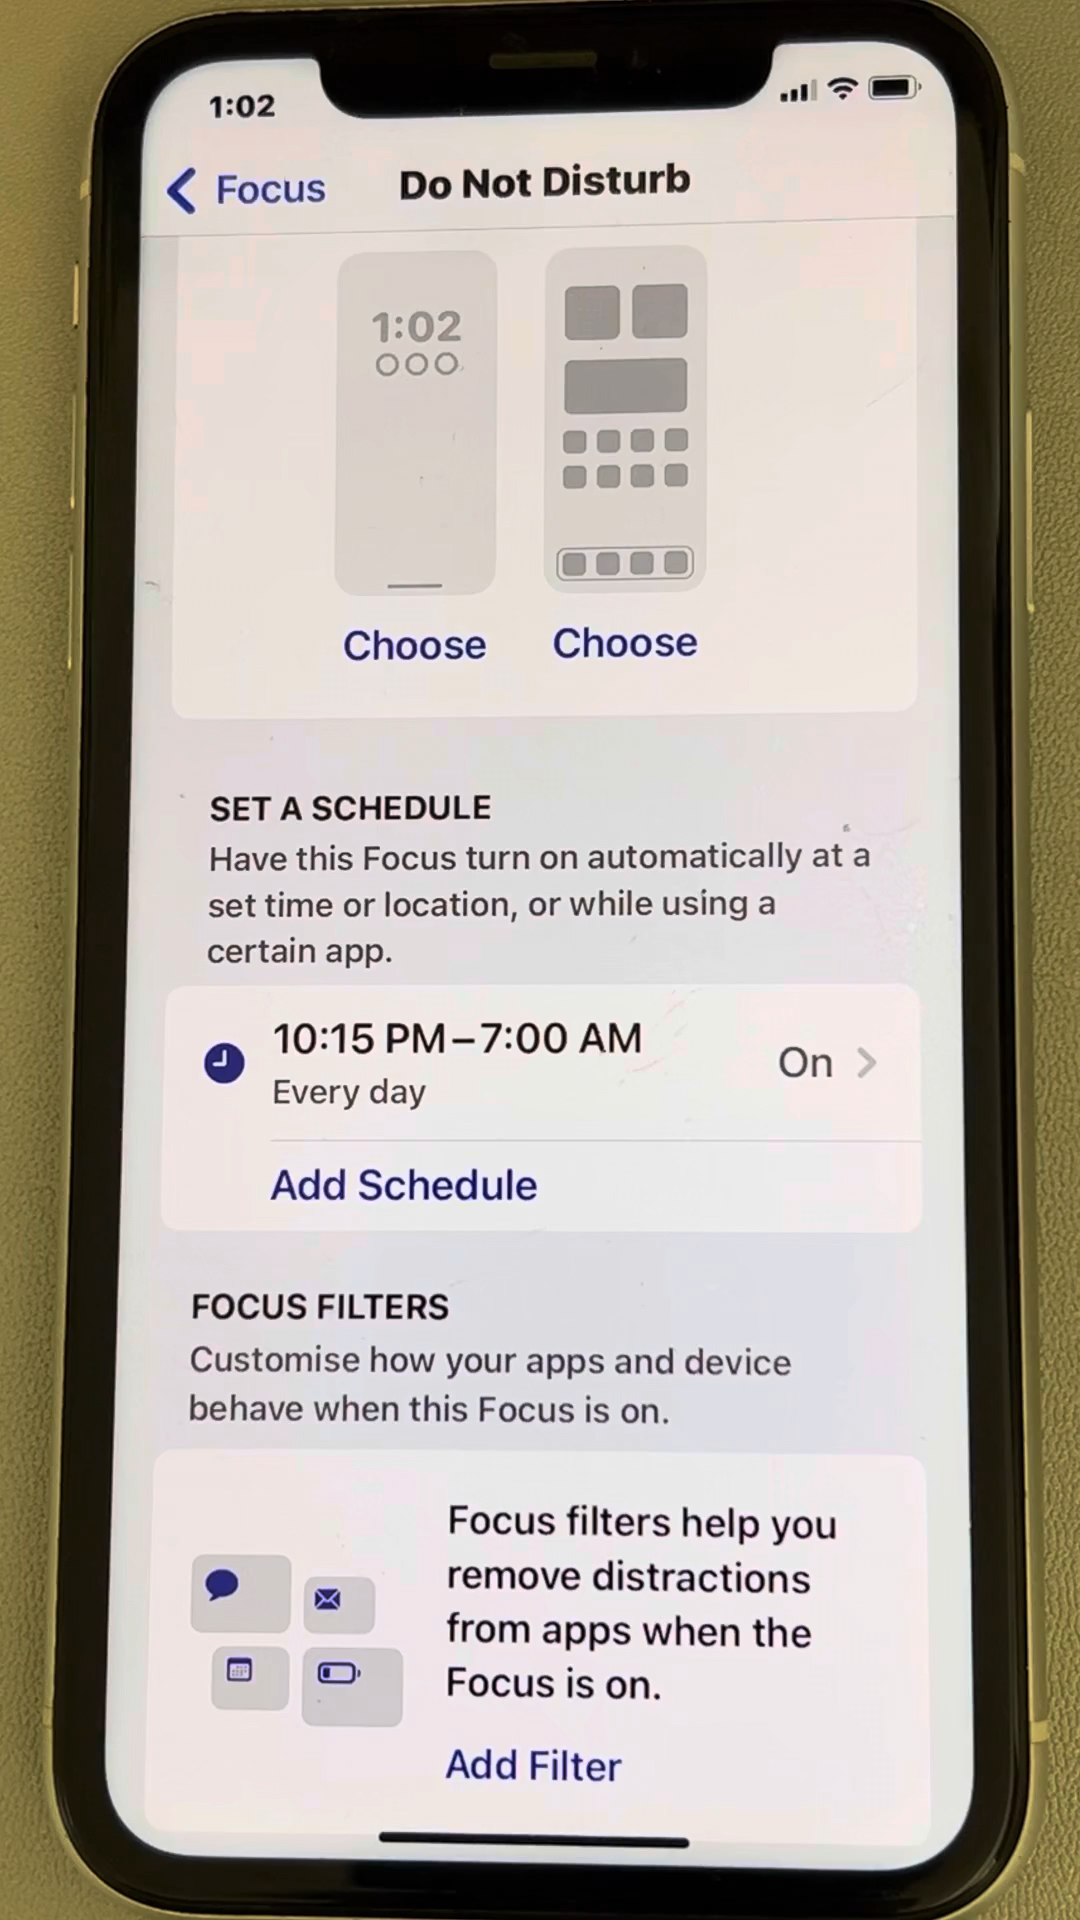 1:02
Focus
Do Not Disturb
1:02
Choose
Choose
SET A SCHEDULE
Have this Focus turn on automatically at a
set time or location, or while using a
certain app.
10:15 PM – 7:00 AM
On
Every day
Add Schedule
FOCUS FILTERS
Customise how your apps and device
behave when this Focus is on.
Focus filters help you
remove distractions
from apps when the
Focus is on.
Add Filter